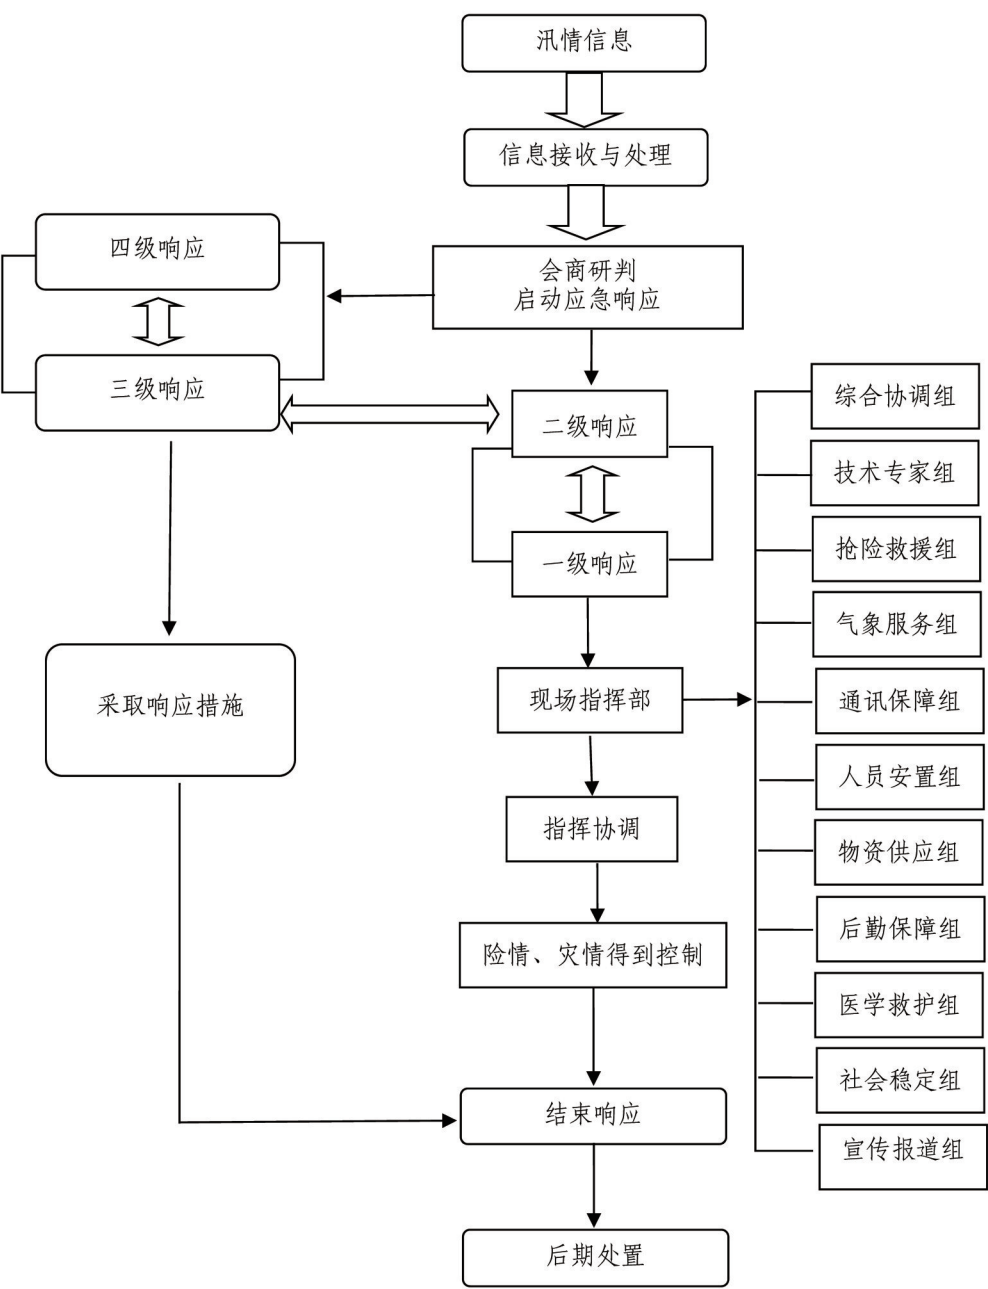 汛情信息
信息接收与处理
会商研判
启动应急响应
四级响应
三级响应
二级响应
一级响应
采取响应措施
现场指挥部
指挥协调
险情、灾情得到控制
结束响应
后期处置
综合协调组
技术专家组
抢险救援组
气象服务组
通讯保障组
人员安置组
物资供应组
后勤保障组
医学救护组
社会稳定组
宣传报道组